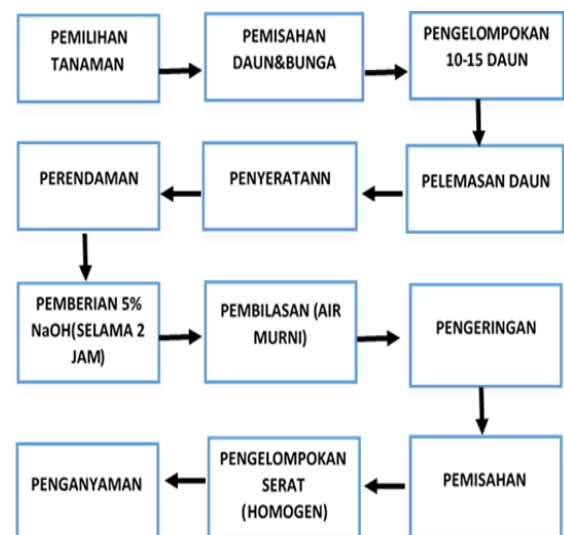 PEMILIHAN
TANAMAN
PEMISAHAN
DAUN&BUNGA
PENGELOMPOKAN
10-15 DAUN
PELEMASAN DAUN
PENYERATANN
PERENDAMAN
PEMBERIAN 5%
NaOH(SELAMA 2
JAM)
PEMBILASAN (AIR
MURNI)
PENGERINGAN
PEMISAHAN
PENGELOMPOKAN
SERAT
(HOMOGEN)
PENGANYAMAN